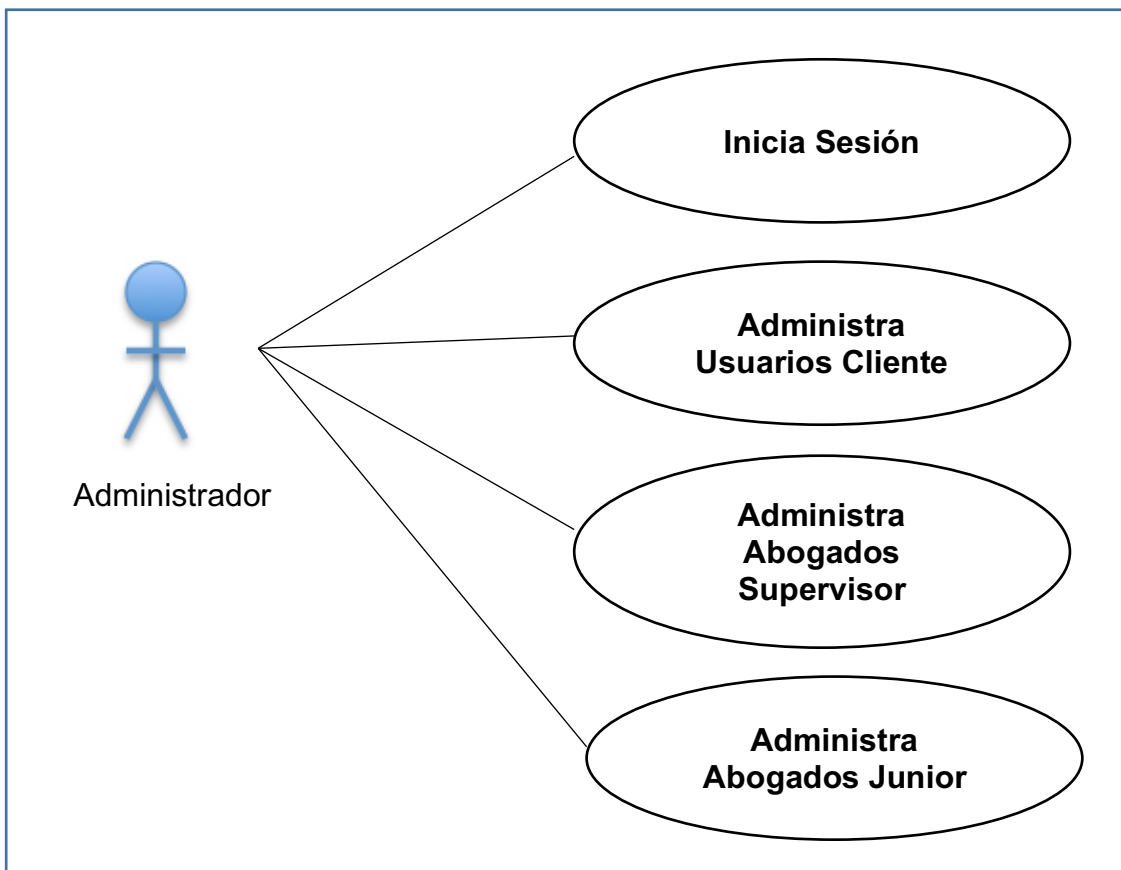 Inicia Sesión
Administra
Usuarios Cliente
Administrador
Administra
Abogados
Supervisor
Administra
Abogados Junior